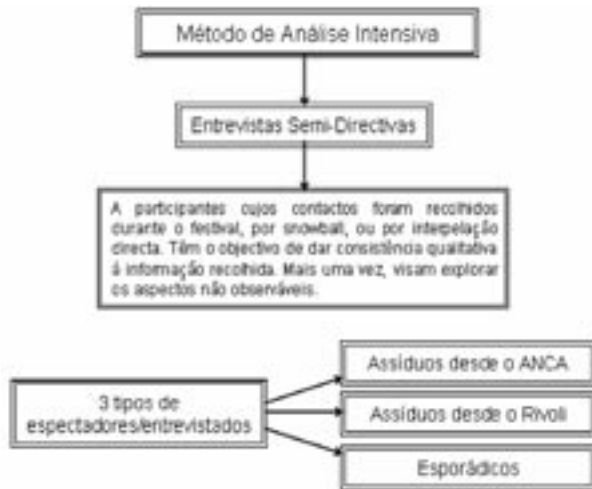 Método de Análise Intensiva
Entrevistas Semi-Directivas
A participantes cujos contactos foram recolhidos
durante o festival, por snowball, ou por interpelação
directa. Têm o objectivo de dar consistência qualitativa
à informação recolhida. Mais uma vez, visam explorar
os aspectos não observáveis.
3 tipos de
espectadores/entrevistados
Assíduos desde o ANCA
Assíduos desde o Rivoli
Esporádicos